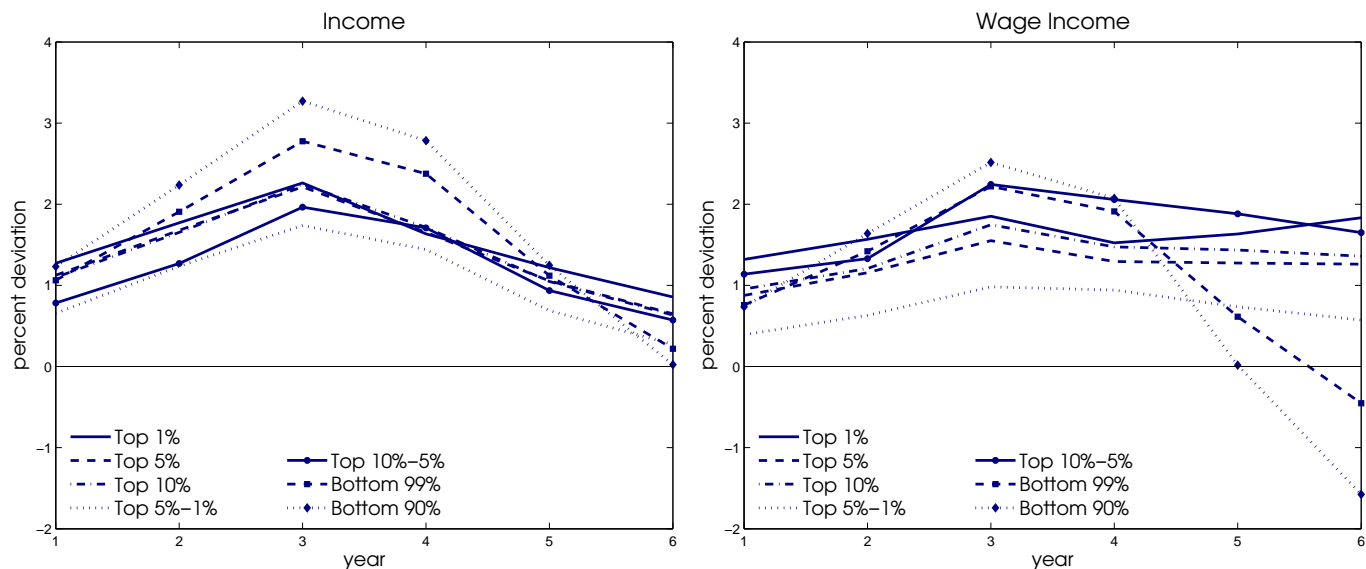 Income
percent deviation
4
3
2
1
0
−1
−2
Top 1%
Top 5%
Top 10%
Top 5%−1%
Top 10%−5%
Bottom 99%
Bottom 90%
1 2 3 4 5 6
year
Wage Income
percent deviation
4
3
2
1
0
−1
−2
Top 1%
Top 5%
Top 10%
Top 5%−1%
Top 10%−5%
Bottom 99%
Bottom 90%
1 2 3 4 5 6
year